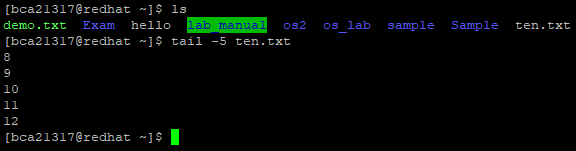 [bca21317@redhat ~]$ ls
demo.txt  Exam  hello  lab_manual  os2  os_lab  sample  Sample  ten.txt
[bca21317@redhat ~]$ tail -5 ten.txt
8
9
10
11
12
[bca21317@redhat ~]$